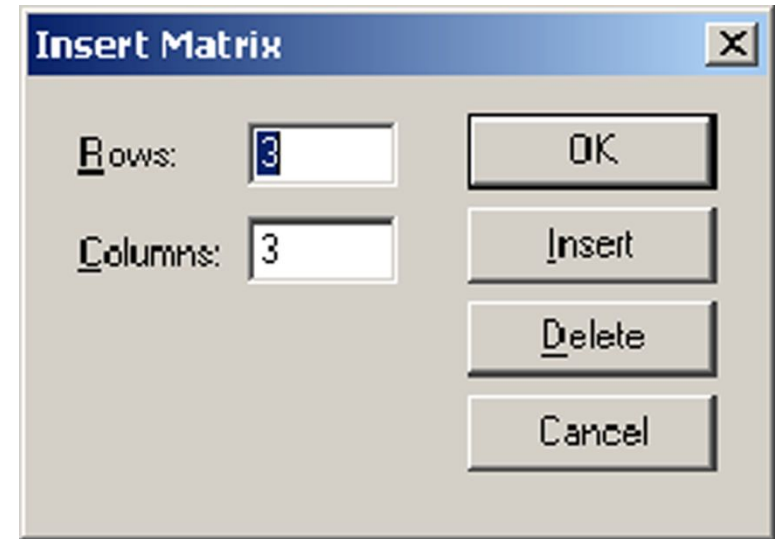 Insert Matrix
Rows: 3
OK
Columns: 3
Insert
Delete
Cancel